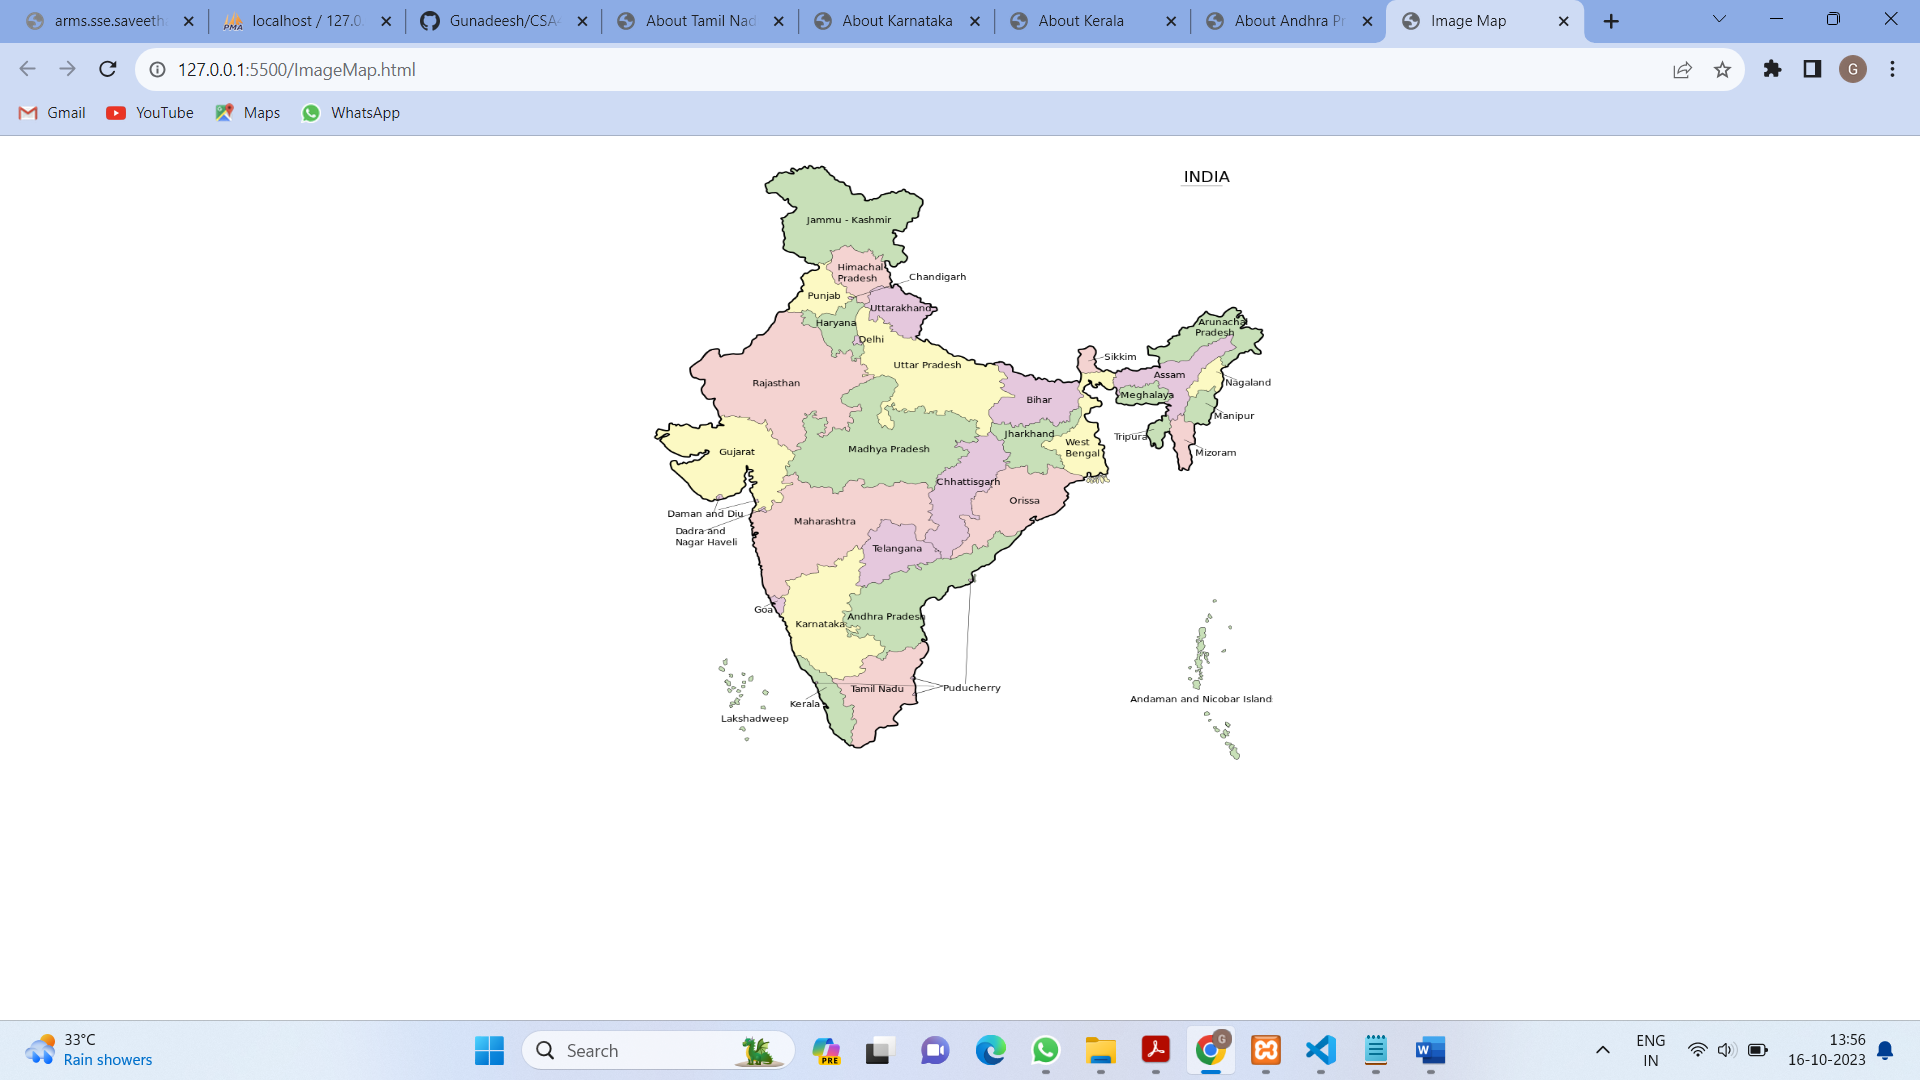 arms.sse.saveeth
localhost / 127.0.
Gunadeesh/CSA
About Tamil Nad
About Karnataka
About Kerala
About Andhra Pr
Image Map
127.0.0.1:5500/ImageMap.html
G
Gmail
YouTube
Maps
WhatsApp
INDIA
Jammu - Kashmir
Himachal
Pradesh
Chandigarh
Punjab
Uttarakhand
Haryana
Delhi
Arunachal
Pradesh
Sikkim
Uttar Pradesh
Assam
Nagaland
Rajasthan
Meghalaya
Bihar
Manipur
Jharkhand
Tripura
West
Bengal
Madhya Pradesh
Gujarat
Mizoram
Chhattisgarh
Orissa
Daman and Diu
Maharashtra
Dadra and
Nagar Haveli
Telangana
Goa
Andhra Pradesh
Karnataka
Tamil Nadu
Puducherry
Andaman and Nicobar Island
Kerala
Lakshadweep
33°C
Rain showers
Search
PRE
G
ENG
IN
13:56
16-10-2023